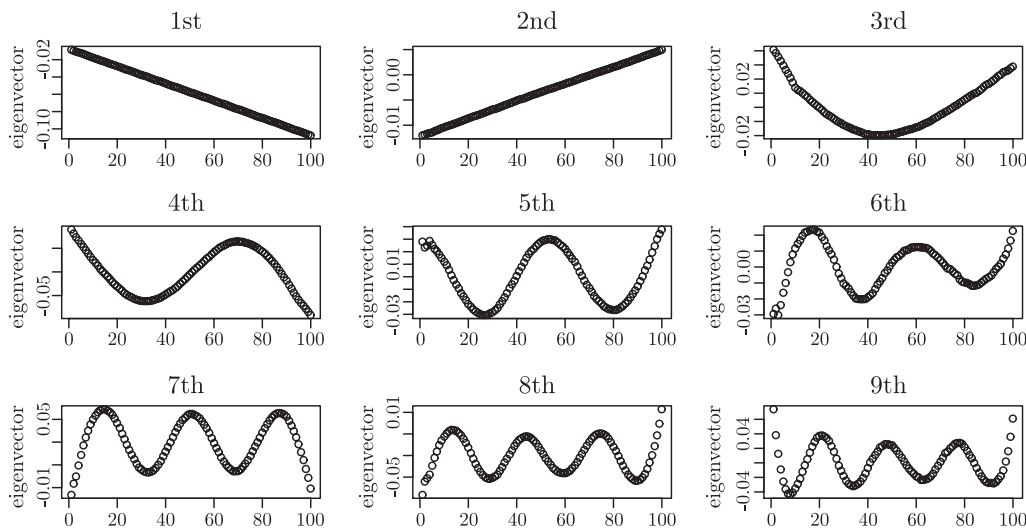 1st 2nd 3rd
eigenvector -0.10 -0.02
0 20 40 60 80 100
eigenvector -0.01 0.00
0 20 40 60 80 100
eigenvector -0.02 0.02
0 20 40 60 80 100
4th 5th 6th
eigenvector -0.05
0 20 40 60 80 100
eigenvector -0.03 0.01
0 20 40 60 80 100
eigenvector -0.03 0.00
0 20 40 60 80 100
7th 8th 9th
eigenvector -0.01 0.05
0 20 40 60 80 100
eigenvector -0.05 0.01
0 20 40 60 80 100
eigenvector -0.04 0.04
0 20 40 60 80 100